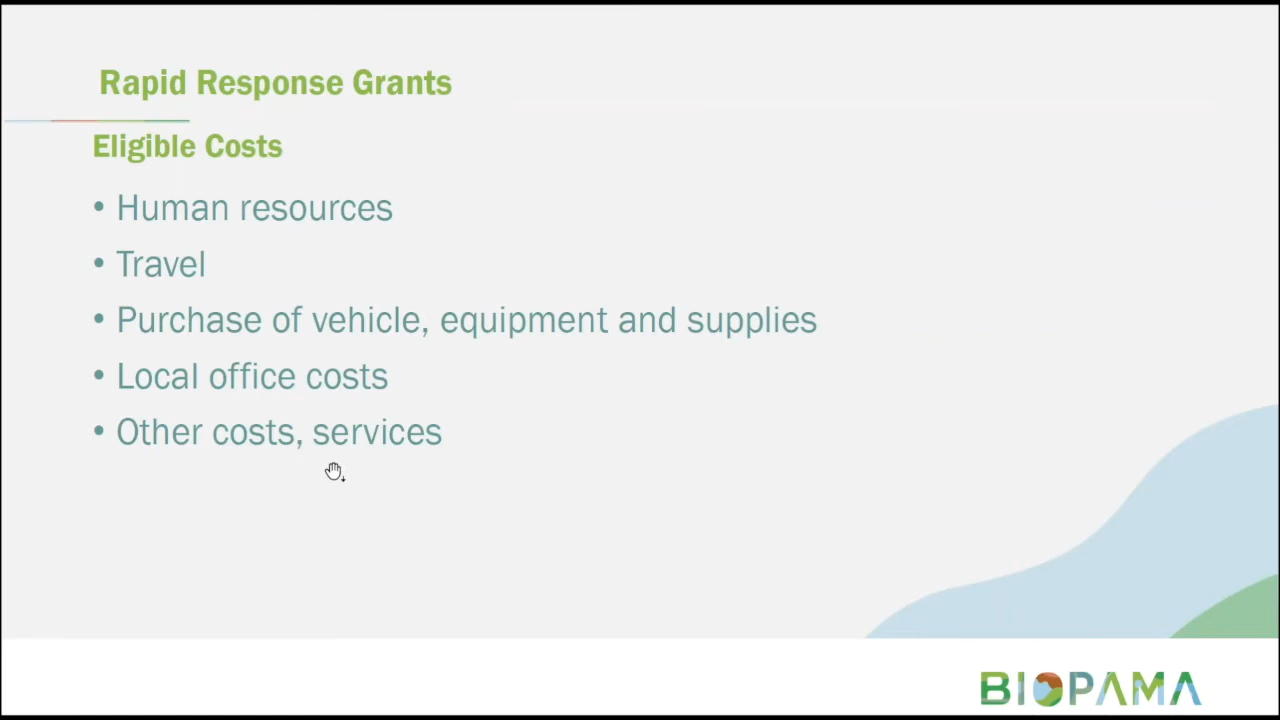 Rapid Response Grants
Eligible Costs
• Human resources
• Travel
• Purchase of vehicle, equipment and supplies
• Local office costs
• Other costs, services
BIOPAMA